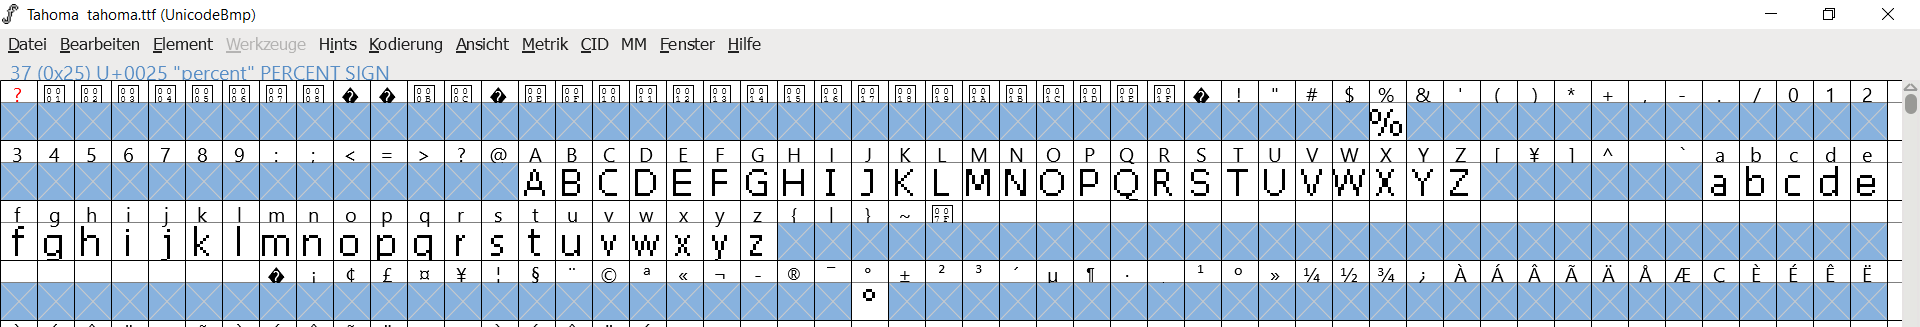 Tahoma tahoma.ttf (UnicodeBmp)
Datei Bearbeiten Element Werkzeuge Hints Kodierung Ansicht Metrik CID MM Fenster Hilfe
37 (0x25) U+0025 "percent" PERCENT SIGN
? ! " # $ % & ' ( ) * + , - . / 0 1 2
%
3 4 5 6 7 8 9 : ; < = > ? @ A B C D E F G H I J K L M N O P Q R S T U V W X Y Z [ ¥ ] ^ ` a b c d e
A B C D E F G H I J K L M N O P Q R S T U V W X Y Z a b c d e
f g h i j k l m n o p q r s t u v w x y z { | } ~
f g h i j k l m n o p q r s t u v w x y z
¡ ¢ £ ¤ ¥ ¦ § ¨ © ª « ¬ - ® ¯ ° ± ² ³ ´ µ ¶ · ¹ º » ¼ ½ ¾ ¿ À Á Â Ã Ä Å Æ C È É Ê Ë
°